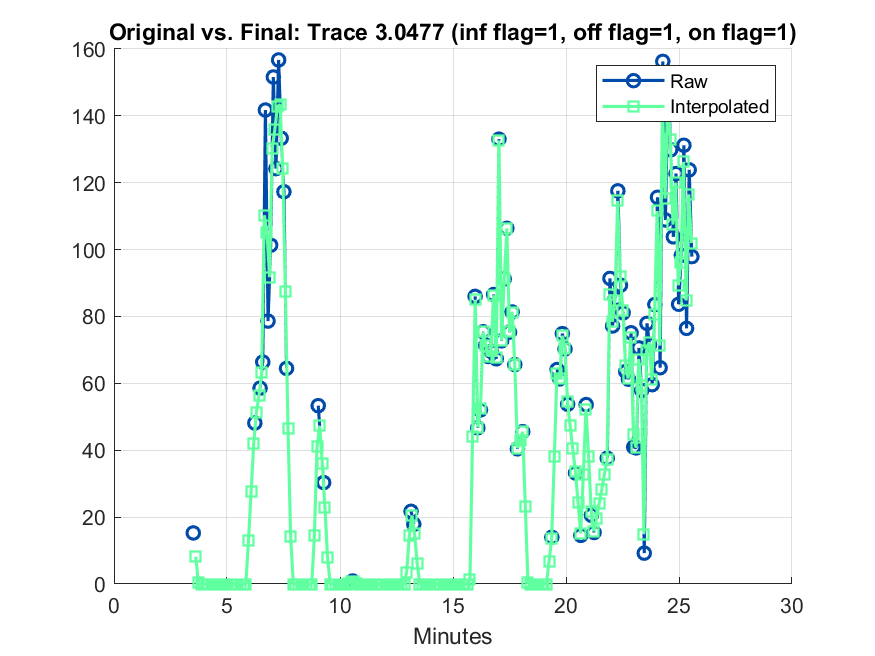 Original vs. Final: Trace 3.0477 (inf flag=1, off flag=1, on flag=1)
160
140
120
100
80
60
40
20
0
Raw
Interpolated
0 5 10 15 20 25 30
Minutes